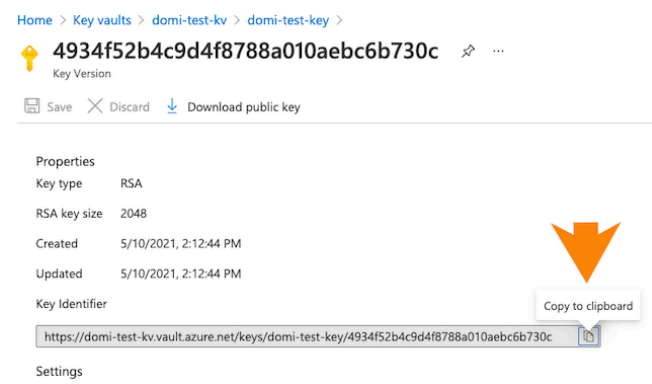 Home > Key vaults > domi-test-kv > domi-test-key >
4934f52b4c9d4f8788a010aebc6b730c
Key Version
Save Discard Download public key
Properties
Key type RSA
RSA key size 2048
Created 5/10/2021, 2:12:44 PM
Updated 5/10/2021, 2:12:44 PM
Key Identifier
Copy to clipboard
https://domi-test-kv.vault.azure.net/keys/domi-test-key/4934f52b4c9d4f8788a010aebc6b730c
Settings